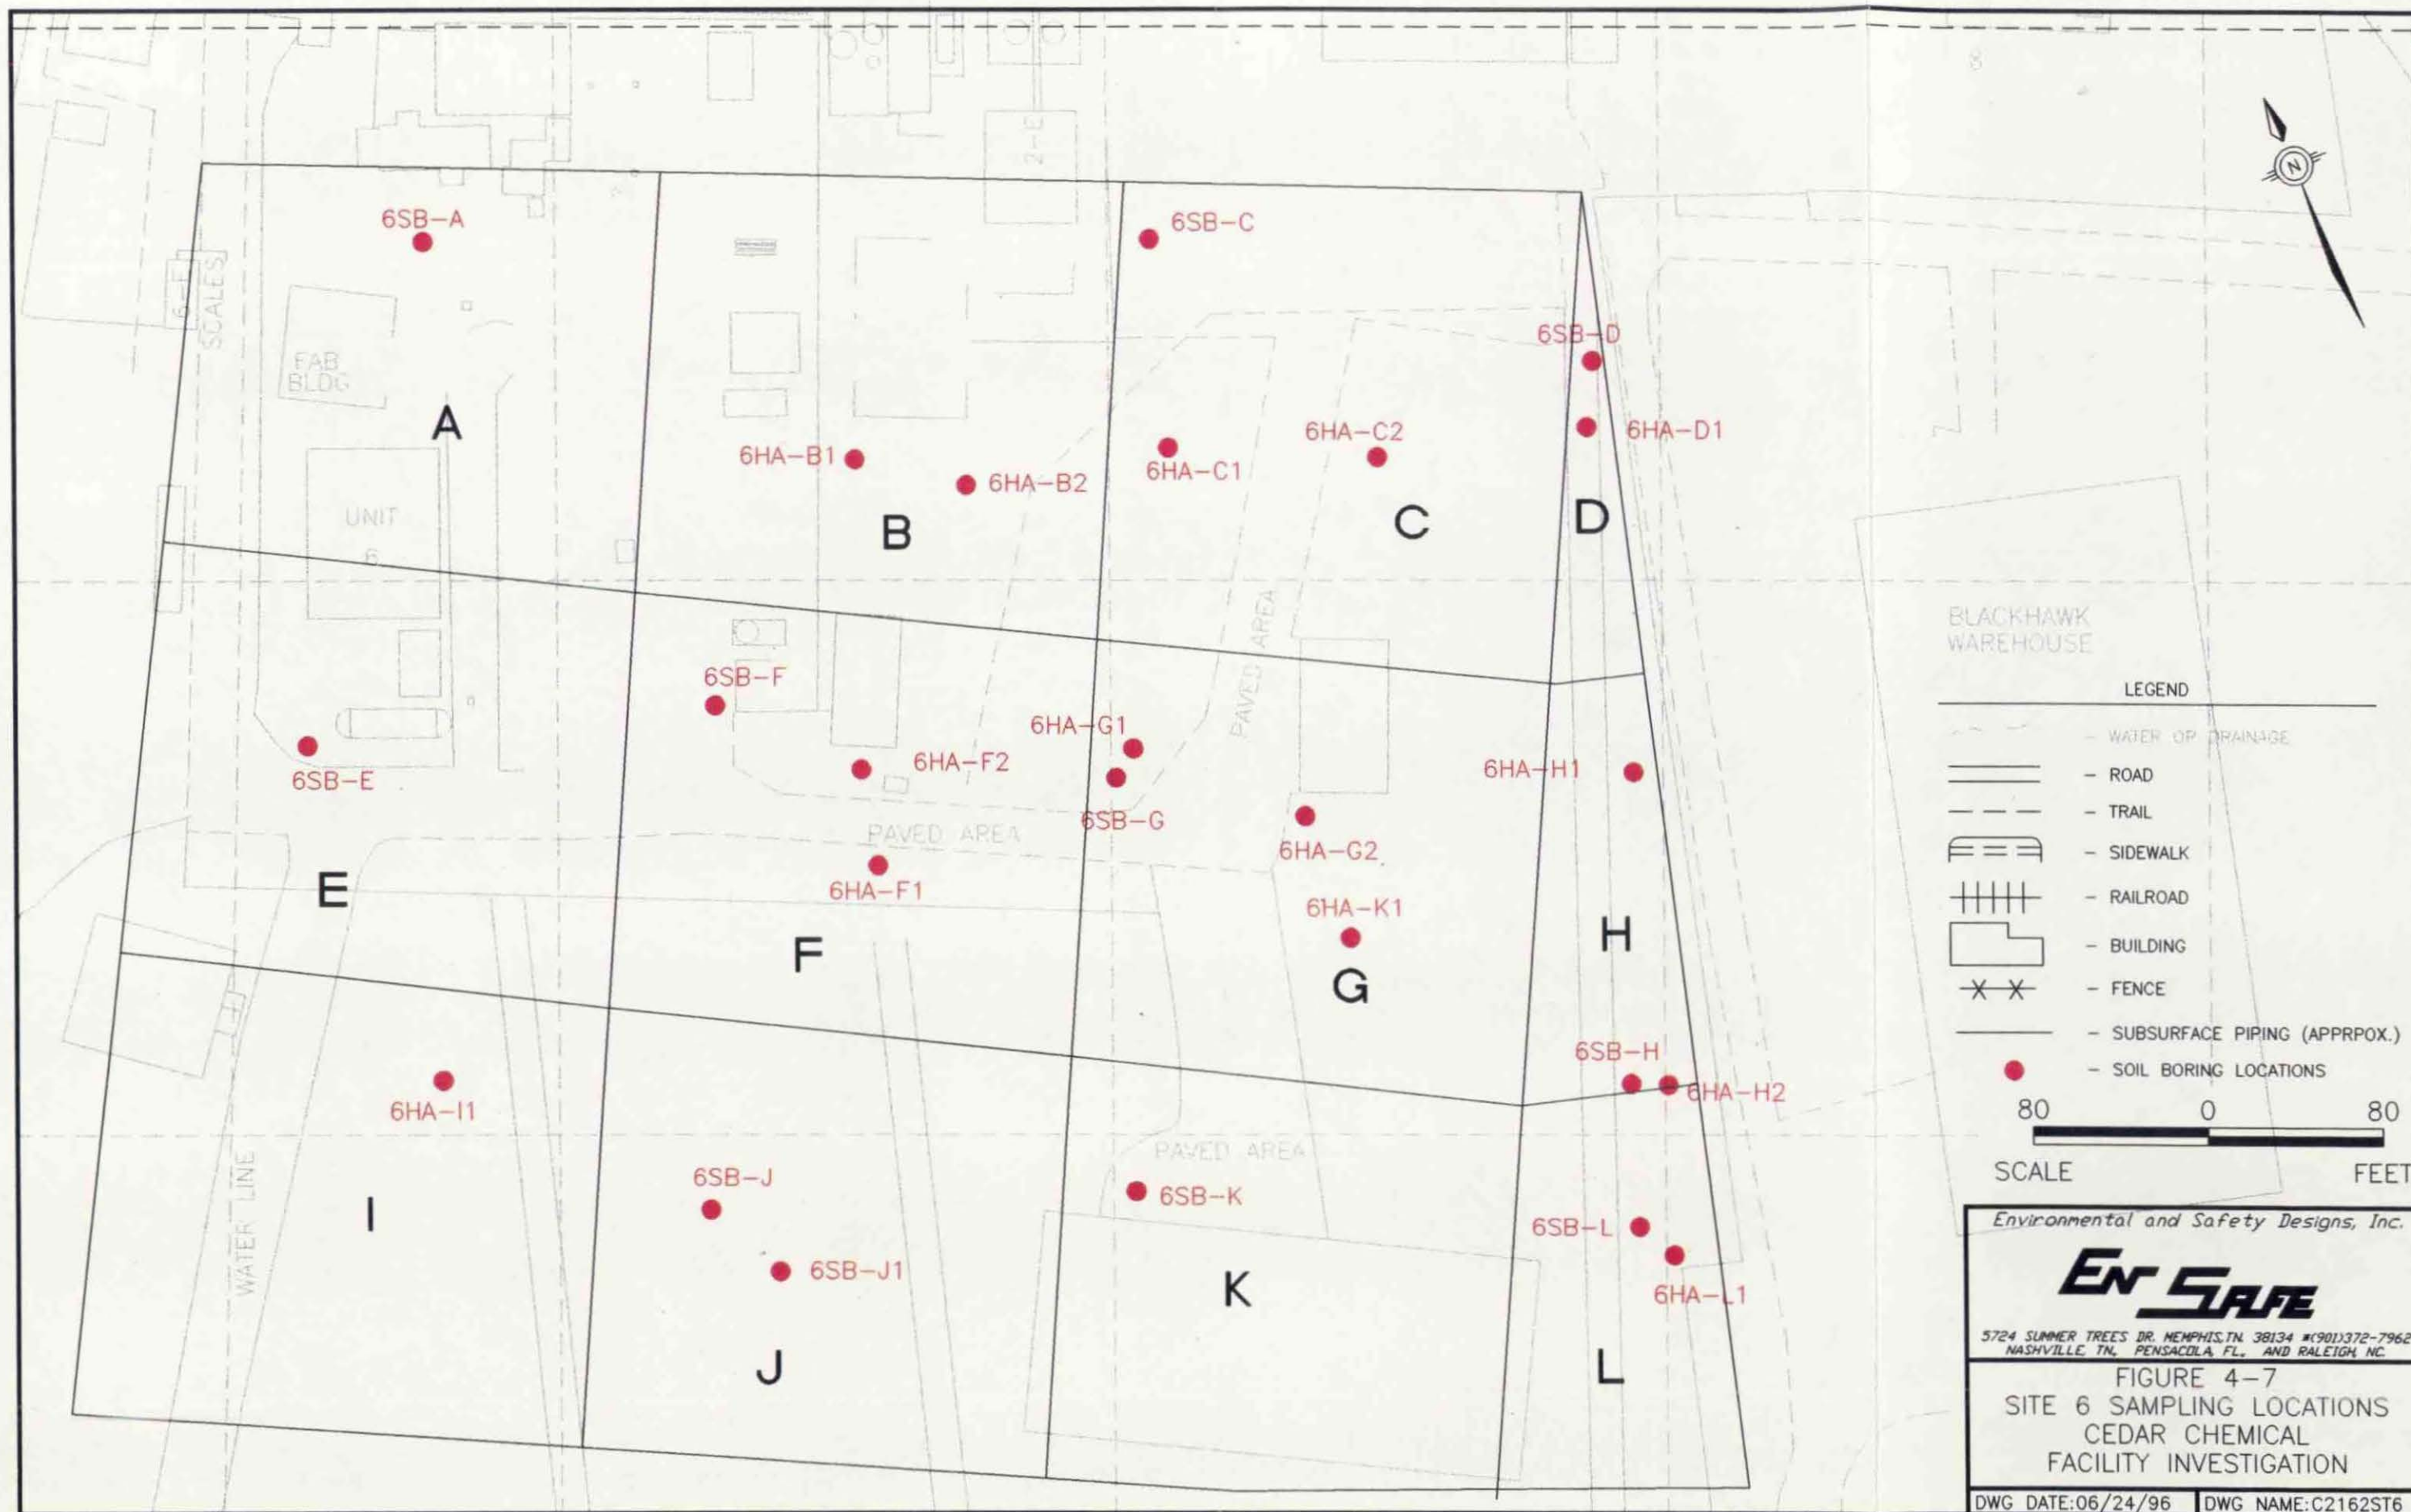 2-E
6SB-A
6SB-C
6-F
SCALES
FAB
BLDG
6SB-D
A
6HA-B1
6HA-B2
6HA-C1
6HA-C2
6HA-D1
UNIT
6
B
C
D
PAVED AREA
BLACKHAWK
WAREHOUSE
6SB-F
6HA-G1
6SB-E
6HA-F2
6SB-G
6HA-H1
PAVED AREA
6HA-G2
E
6HA-F1
6HA-K1
F
G
H
6SB-H
6HA-H2
6HA-I1
PAVED AREA
6SB-J
6SB-K
WATER LINE
I
6SB-J1
6SB-L
K
6HA-L1
J
L
N
LEGEND
- WATER OR DRAINAGE
- ROAD
- TRAIL
- SIDEWALK
- RAILROAD
- BUILDING
- FENCE
- SUBSURFACE PIPING (APPRPOX.)
- SOIL BORING LOCATIONS
80 0 80
SCALE FEET
Environmental and Safety Designs, Inc.
EnSafe
5724 SUMMER TREES DR. MEMPHIS,TN. 38134 *(901)372-7962
NASHVILLE, TN., PENSACOLA, FL., AND RALEIGH, NC
FIGURE 4-7
SITE 6 SAMPLING LOCATIONS
CEDAR CHEMICAL
FACILITY INVESTIGATION
DWG DATE:06/24/96 DWG NAME:C2162ST6